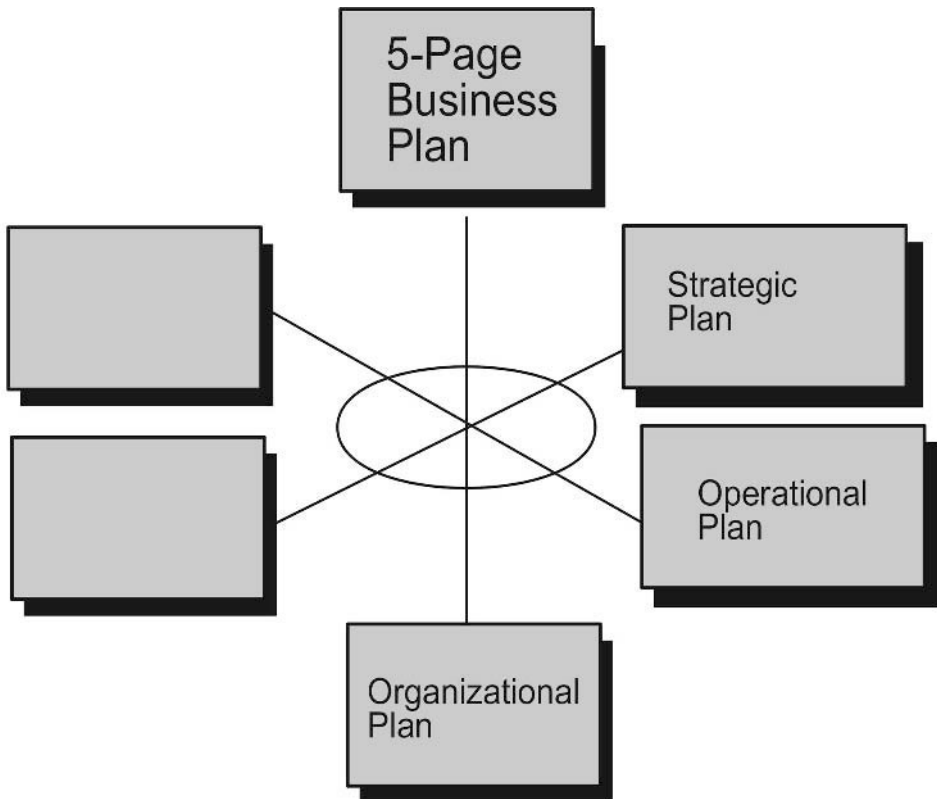 5-Page
Business
Plan
Strategic
Plan
Operational
Plan
Organizational
Plan